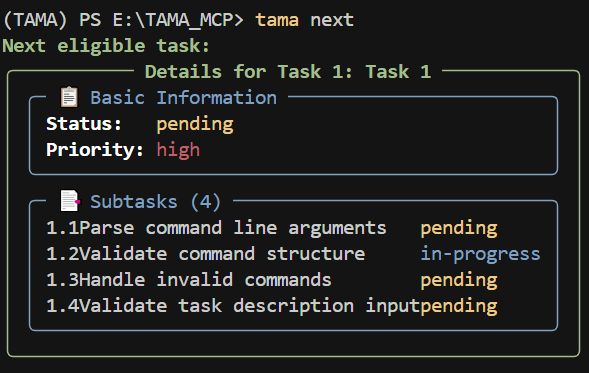 (TAMA) PS E:\TAMA_MCP> tama next
Next eligible task:
Details for Task 1: Task 1
📋 Basic Information
Status: pending
Priority: high
📑 Subtasks (4)
1.1Parse command line arguments pending
1.2Validate command structure in-progress
1.3Handle invalid commands pending
1.4Validate task description inputpending